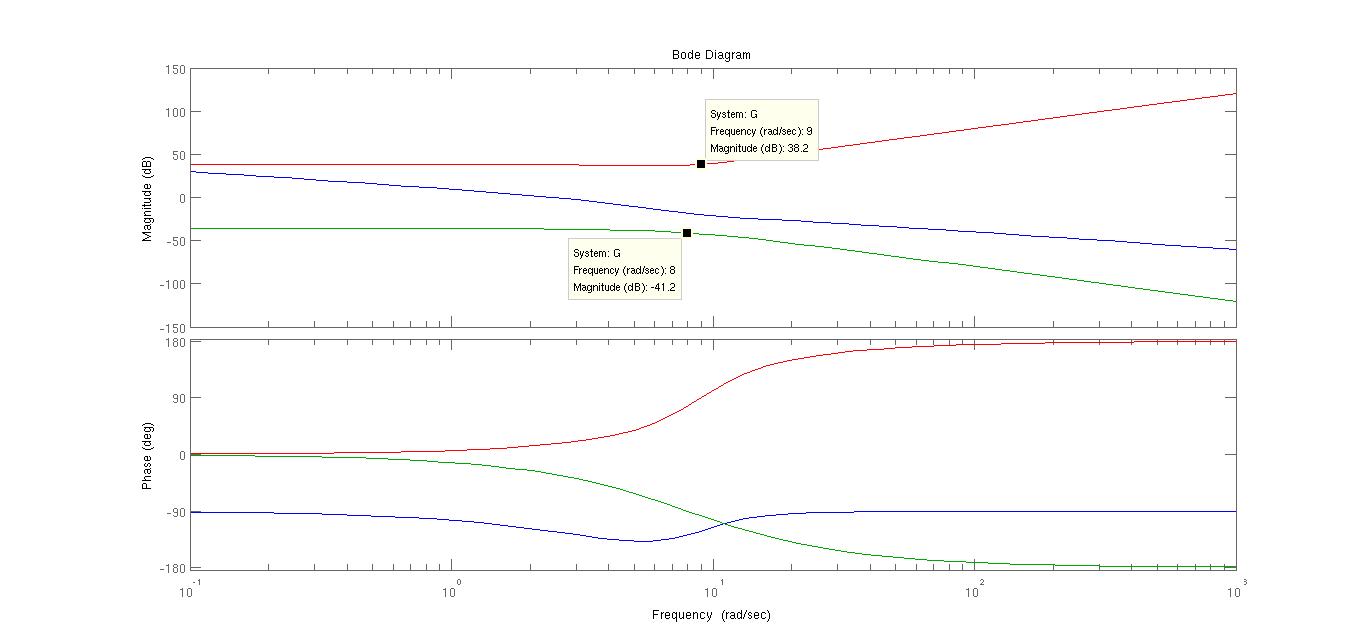 Bode Diagram
150
100
50
0
-50
-100
-150
Magnitude (dB)
System: G
Frequency (rad/sec): 9
Magnitude (dB): 38.2
System: G
Frequency (rad/sec): 8
Magnitude (dB): -41.2
180
90
0
-90
-180
Phase (deg)
10^-1
10^0
10^1
10^2
10^3
Frequency (rad/sec)